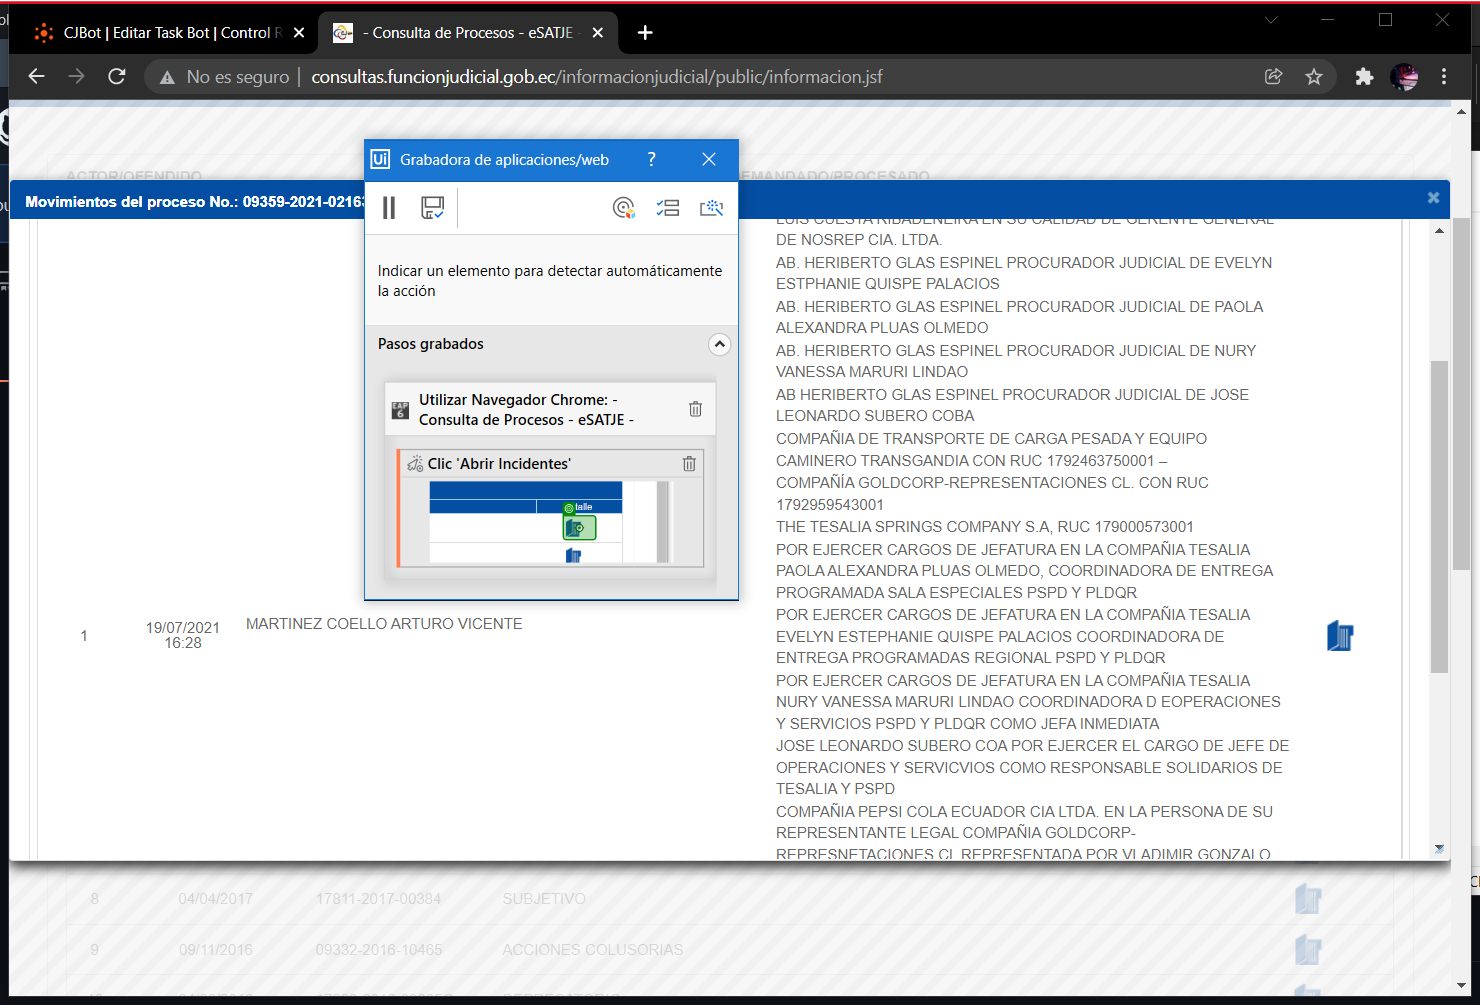 CJBot | Editar Task Bot | Control R
- Consulta de Procesos - eSATJE -
No es seguro
consultas.funcionjudicial.gob.ec/informacionjudicial/public/informacion.jsf
ACTOR/OFENDIDO
EMANDADO/PROCESADO
Movimientos del proceso No.: 09359-2021-0216
Ui Grabadora de aplicaciones/web
?
Indicar un elemento para detectar automáticamente
la acción
Pasos grabados
Utilizar Navegador Chrome: -
Consulta de Procesos - eSATJE -
Clic 'Abrir Incidentes'
talle
1
19/07/2021
16:28
MARTINEZ COELLO ARTURO VICENTE
LUIS CUESTA RIBADENEIRA EN SU CALIDAD DE GERENTE GENERAL
DE NOSREP CIA. LTDA.
AB. HERIBERTO GLAS ESPINEL PROCURADOR JUDICIAL DE EVELYN
ESTPHANIE QUISPE PALACIOS
AB. HERIBERTO GLAS ESPINEL PROCURADOR JUDICIAL DE PAOLA
ALEXANDRA PLUAS OLMEDO
AB. HERIBERTO GLAS ESPINEL PROCURADOR JUDICIAL DE NURY
VANESSA MARURI LINDAO
AB HERIBERTO GLAS ESPINEL PROCURADOR JUDICIAL DE JOSE
LEONARDO SUBERO COBA
COMPAÑIA DE TRANSPORTE DE CARGA PESADA Y EQUIPO
CAMINERO TRANSGANDIA CON RUC 1792463750001 –
COMPAÑÍA GOLDCORP-REPRESENTACIONES CL. CON RUC
1792959543001
THE TESALIA SPRINGS COMPANY S.A, RUC 179000573001
POR EJERCER CARGOS DE JEFATURA EN LA COMPAÑIA TESALIA
PAOLA ALEXANDRA PLUAS OLMEDO, COORDINADORA DE ENTREGA
PROGRAMADA SALA ESPECIALES PSPD Y PLDQR
POR EJERCER CARGOS DE JEFATURA EN LA COMPAÑIA TESALIA
EVELYN ESTEPHANIE QUISPE PALACIOS COORDINADORA DE
ENTREGA PROGRAMADAS REGIONAL PSPD Y PLDQR
POR EJERCER CARGOS DE JEFATURA EN LA COMPAÑIA TESALIA
NURY VANESSA MARURI LINDAO COORDINADORA D EOPERACIONES
Y SERVICIOS PSPD Y PLDQR COMO JEFA INMEDIATA
JOSE LEONARDO SUBERO COA POR EJERCER EL CARGO DE JEFE DE
OPERACIONES Y SERVICVIOS COMO RESPONSABLE SOLIDARIOS DE
TESALIA Y PSPD
COMPAÑIA PEPSI COLA ECUADOR CIA LTDA. EN LA PERSONA DE SU
REPRESENTANTE LEGAL COMPAÑIA GOLDCORP-
REPRESNETACIONES CL REPRESENTADA POR VLADIMIR GONZALO
8 04/04/2017 17811-2017-00384 SUBJETIVO
9 09/11/2016 09332-2016-10465 ACCIONES COLUSORIAS